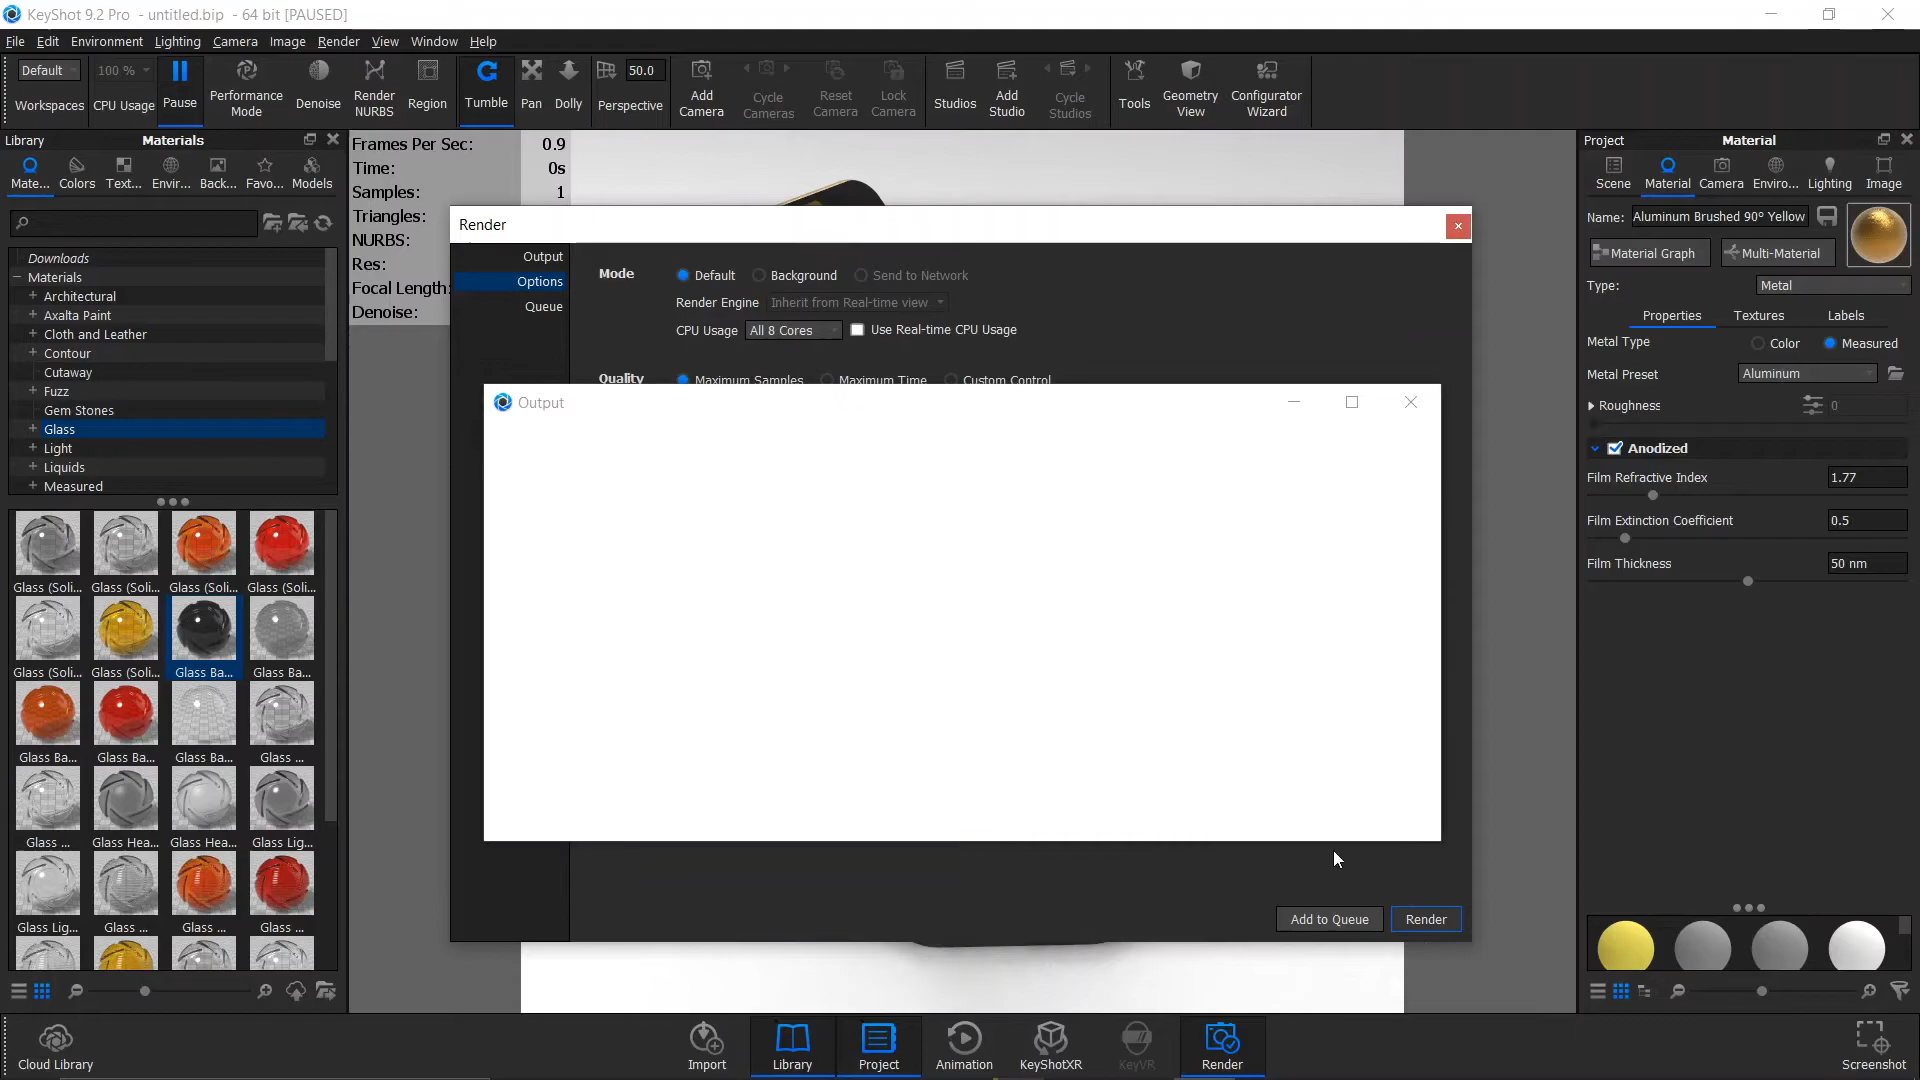 KeyShot 9.2 Pro - untitled.bip - 64 bit [PAUSED]
File Edit Environment Lighting Camera Image Render View Window Help
Default 100 % 50.0
Workspaces CPU Usage Pause Performance Mode Denoise Render NURBS Region Tumble Pan Dolly Perspective Add Camera Cycle Cameras Reset Camera Lock Camera Studios Add Studio Cycle Studios Tools Geometry View Configurator Wizard
Library Materials
Mate... Colors Text... Envir... Back... Favo... Models
Downloads
Materials
Architectural
Axalta Paint
Cloth and Leather
Contour
Cutaway
Fuzz
Gem Stones
Glass
Light
Liquids
Measured
Glass (Soli... Glass (Soli... Glass (Soli... Glass (Soli...
Glass (Soli... Glass (Soli... Glass Ba... Glass Ba...
Glass Ba... Glass Ba... Glass Ba... Glass ...
Glass ... Glass Hea... Glass Hea... Glass Lig...
Glass Lig... Glass ... Glass ... Glass ...
Frames Per Sec: 0.9
Time: 0s
Samples: 1
Triangles:
NURBS:
Res:
Focal Length:
Denoise:
Render
Output
Options
Queue
Mode Default Background Send to Network
Render Engine Inherit from Real-time view
CPU Usage All 8 Cores Use Real-time CPU Usage
Quality Maximum Samples Maximum Time Custom Control
Output
Add to Queue Render
Project Material
Scene Material Camera Enviro... Lighting Image
Name: Aluminum Brushed 90º Yellow
Material Graph Multi-Material
Type: Metal
Properties Textures Labels
Metal Type Color Measured
Metal Preset Aluminum
Roughness 0
Anodized
Film Refractive Index 1.77
Film Extinction Coefficient 0.5
Film Thickness 50 nm
Cloud Library Import Library Project Animation KeyShotXR KeyVR Render Screenshot